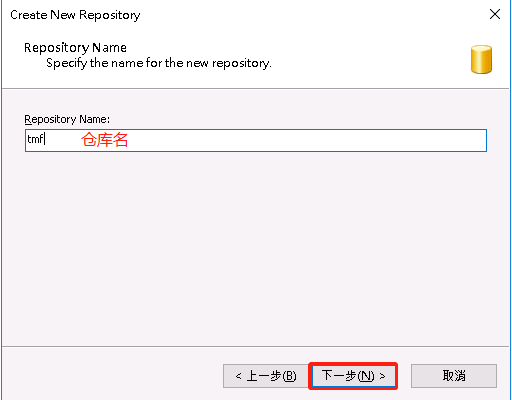 Create New Repository
Repository Name
Specify the name for the new repository.
Repository Name:
tmf 仓库名
< 上一步(B) 下一步(N) > 取消